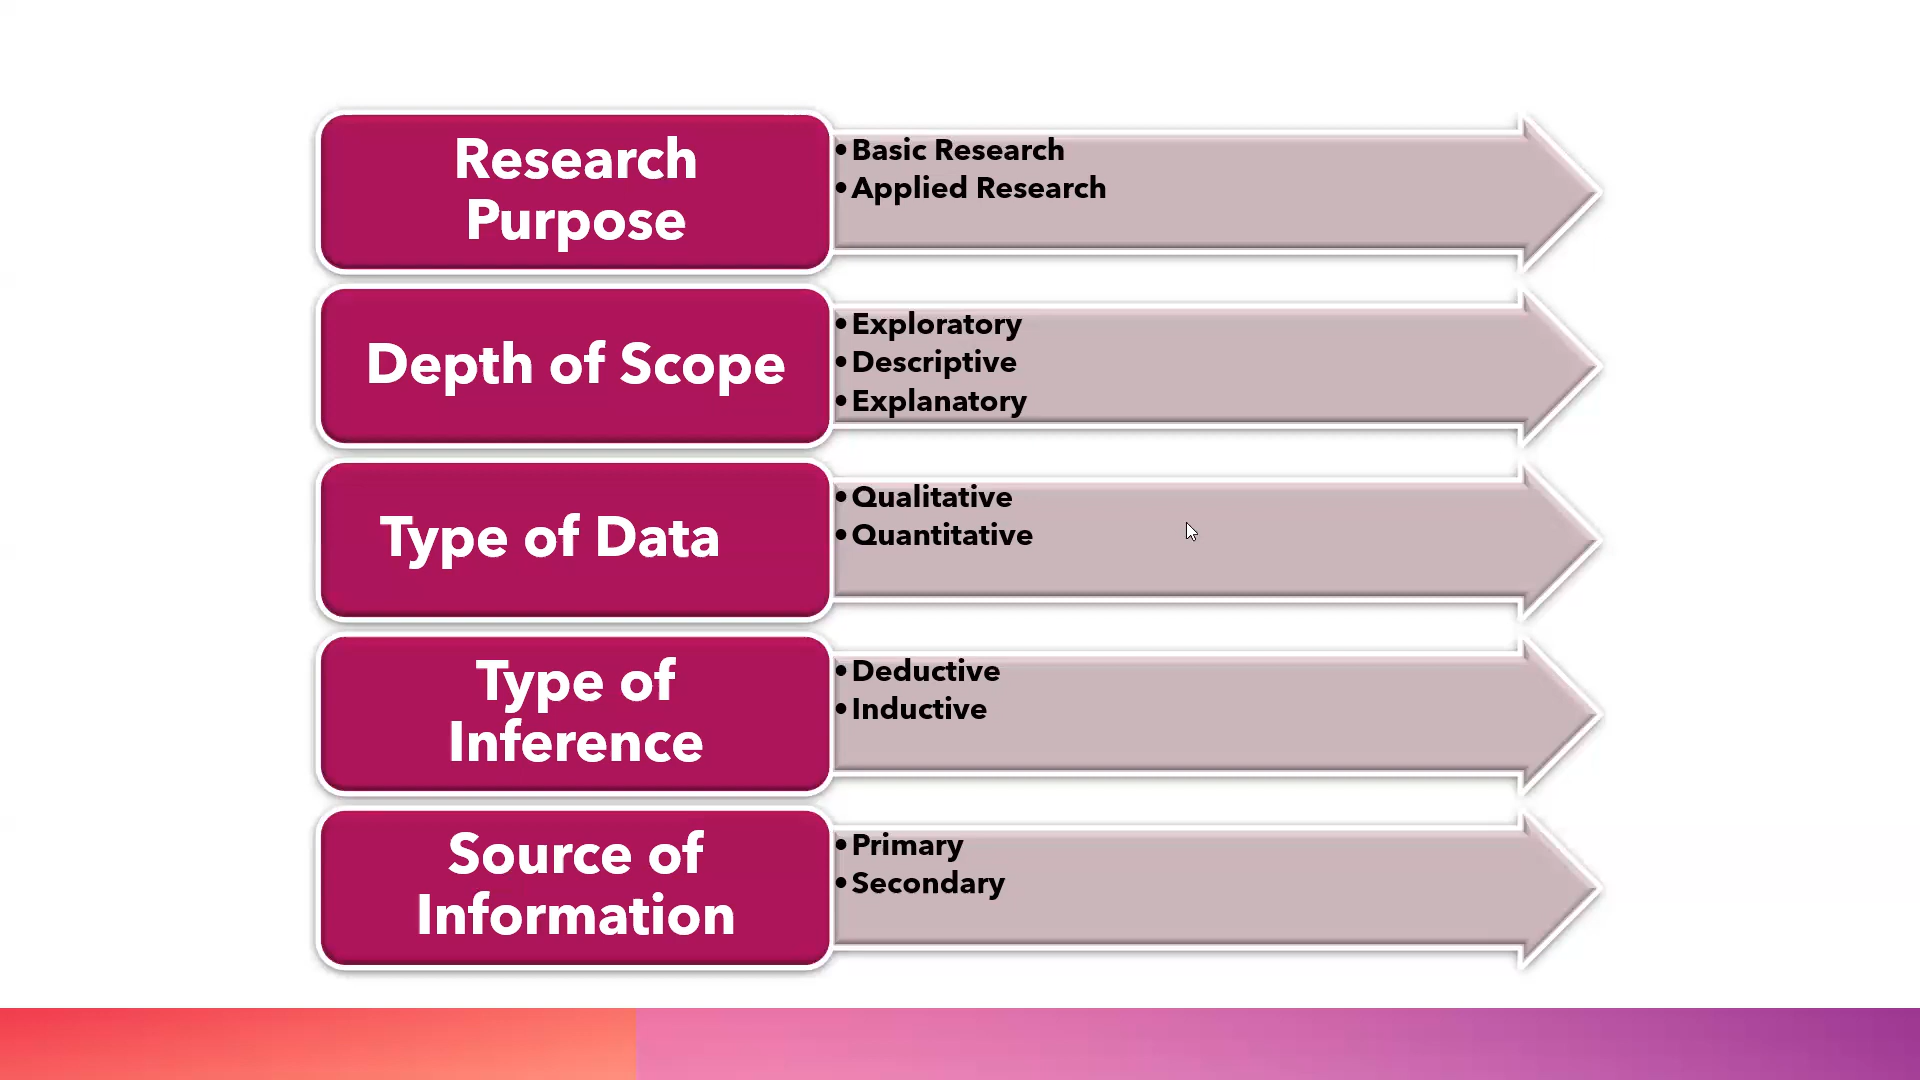 Research
Purpose
•Basic Research
•Applied Research
Depth of Scope
•Exploratory
•Descriptive
•Explanatory
Type of Data
•Qualitative
•Quantitative
Type of
Inference
•Deductive
•Inductive
Source of
Information
•Primary
•Secondary